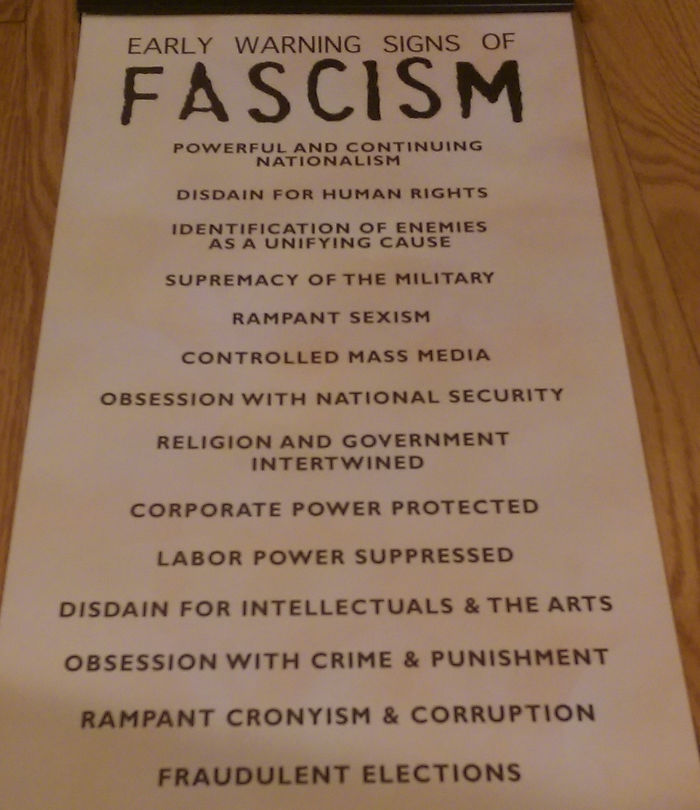 EARLY WARNING SIGNS OF
FASCISM
POWERFUL AND CONTINUING
NATIONALISM
DISDAIN FOR HUMAN RIGHTS
IDENTIFICATION OF ENEMIES
AS A UNIFYING CAUSE
SUPREMACY OF THE MILITARY
RAMPANT SEXISM
CONTROLLED MASS MEDIA
OBSESSION WITH NATIONAL SECURITY
RELIGION AND GOVERNMENT
INTERTWINED
CORPORATE POWER PROTECTED
LABOR POWER SUPPRESSED
DISDAIN FOR INTELLECTUALS & THE ARTS
OBSESSION WITH CRIME & PUNISHMENT
RAMPANT CRONYISM & CORRUPTION
FRAUDULENT ELECTIONS